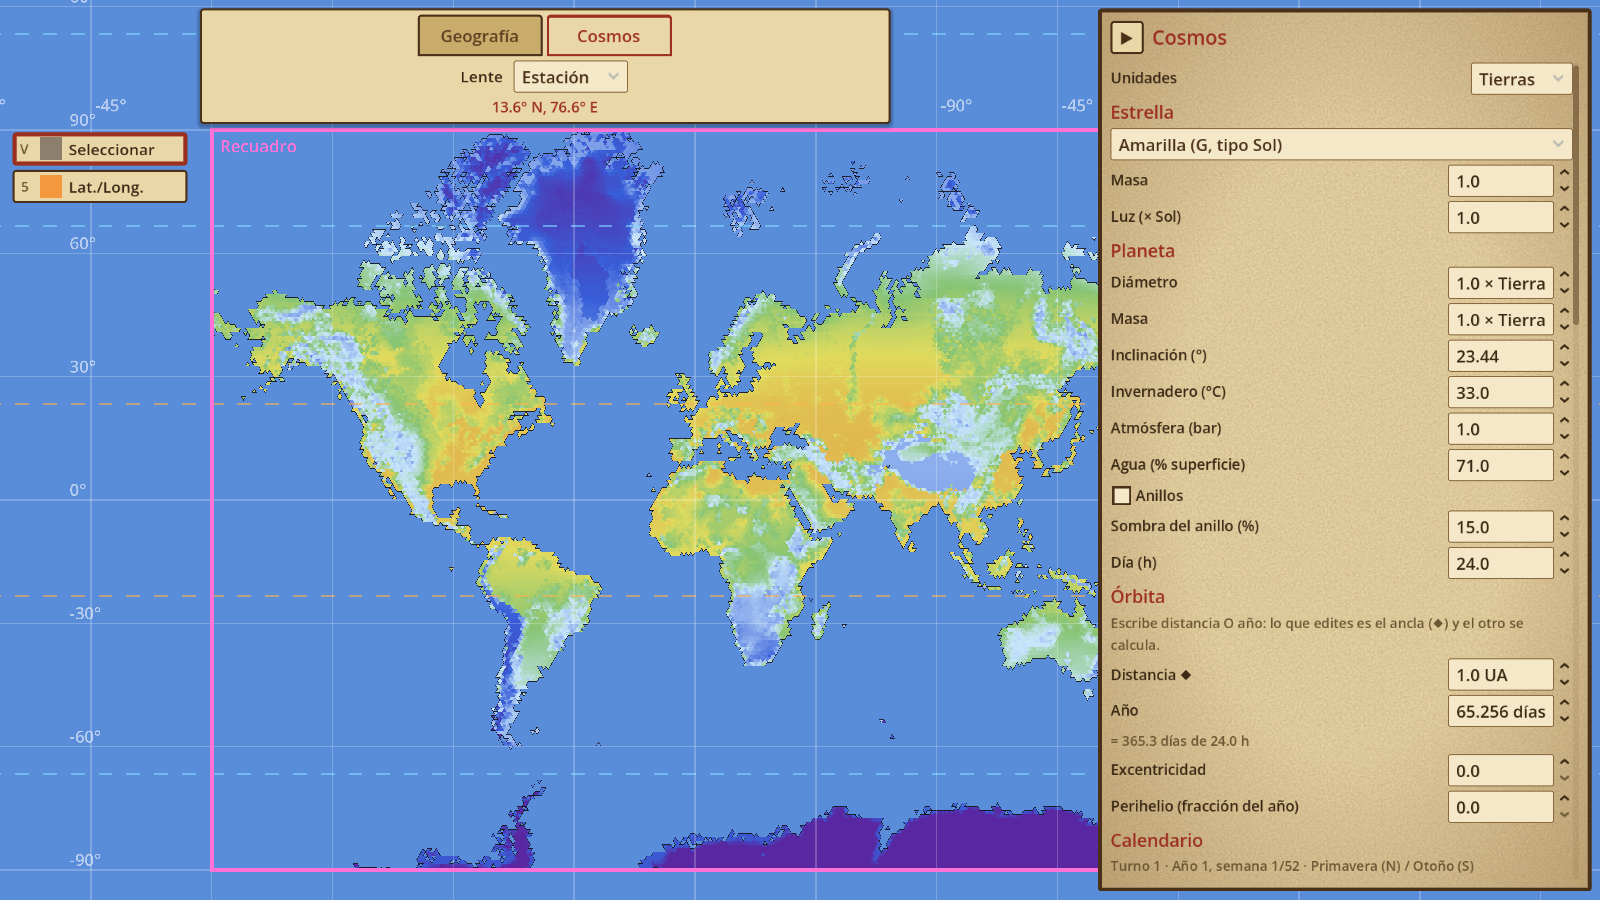 Geografía
Cosmos
Lente
Estación
13.6° N, 76.6° E
-45°
-90°
-45°
90°
60°
30°
0°
-30°
-60°
-90°
V
Seleccionar
5
Lat./Long.
Recuadro
▶ Cosmos
Unidades
Tierras
Estrella
Amarilla (G, tipo Sol)
Masa
1.0
Luz (× Sol)
1.0
Planeta
Diámetro
1.0 × Tierra
Masa
1.0 × Tierra
Inclinación (°)
23.44
Invernadero (°C)
33.0
Atmósfera (bar)
1.0
Agua (% superficie)
71.0
Anillos
Sombra del anillo (%)
15.0
Día (h)
24.0
Órbita
Escribe distancia O año: lo que edites es el ancla (◆) y el otro se
calcula.
Distancia ◆
1.0 UA
Año
65.256 días
= 365.3 días de 24.0 h
Excentricidad
0.0
Perihelio (fracción del año)
0.0
Calendario
Turno 1 · Año 1, semana 1/52 · Primavera (N) / Otoño (S)